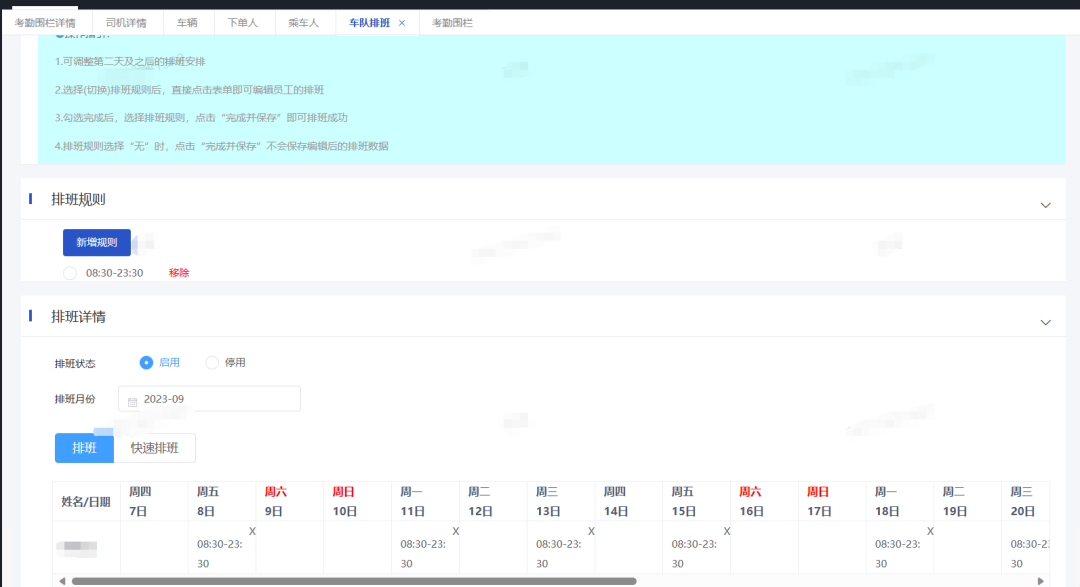 考勤围栏详情 司机详情 车辆 下单人 乘车人 车队排班 × 考勤围栏
操作指引:
1.可调整第二天及之后的排班安排
2.选择(切换)排班规则后，直接点击表单即可编辑员工的排班
3.勾选完成后，选择排班规则，点击“完成并保存”即可排班成功
4.排班规则选择“无”时，点击“完成并保存”不会保存编辑后的排班数据
排班规则
新增规则
08:30-23:30 移除
排班详情
排班状态 启用 停用
排班月份 2023-09
排班 快速排班
姓名/日期 周四 周五 周六 周日 周一 周二 周三 周四 周五 周六 周日 周一 周二 周三
7日 8日 9日 10日 11日 12日 13日 14日 15日 16日 17日 18日 19日 20日
X X X X X
08:30-23: 08:30-23: 08:30-23: 08:30-23: 08:30-23: 08:30-23:
30 30 30 30 30 30